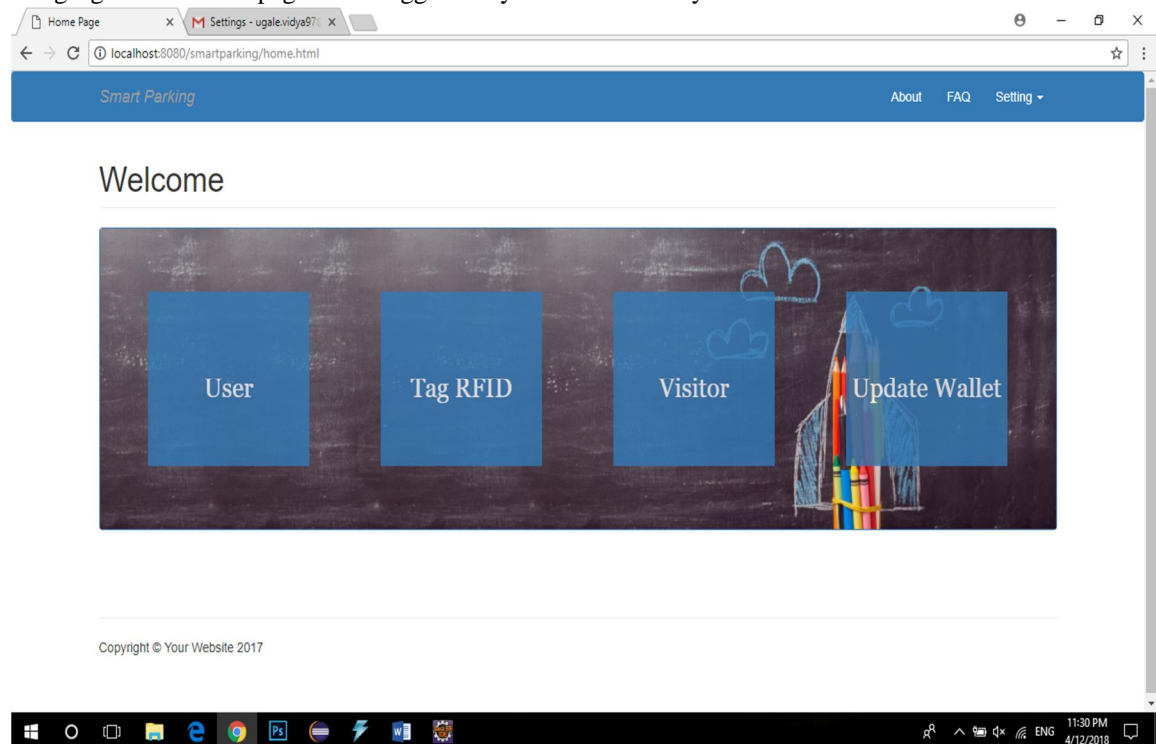 Home Page
Settings - ugale.vidya97
localhost:8080/smartparking/home.html
Smart Parking
About FAQ Setting
Welcome
User Tag RFID Visitor Update Wallet
Copyright © Your Website 2017
Ps
W
ENG
11:30 PM
4/12/2018